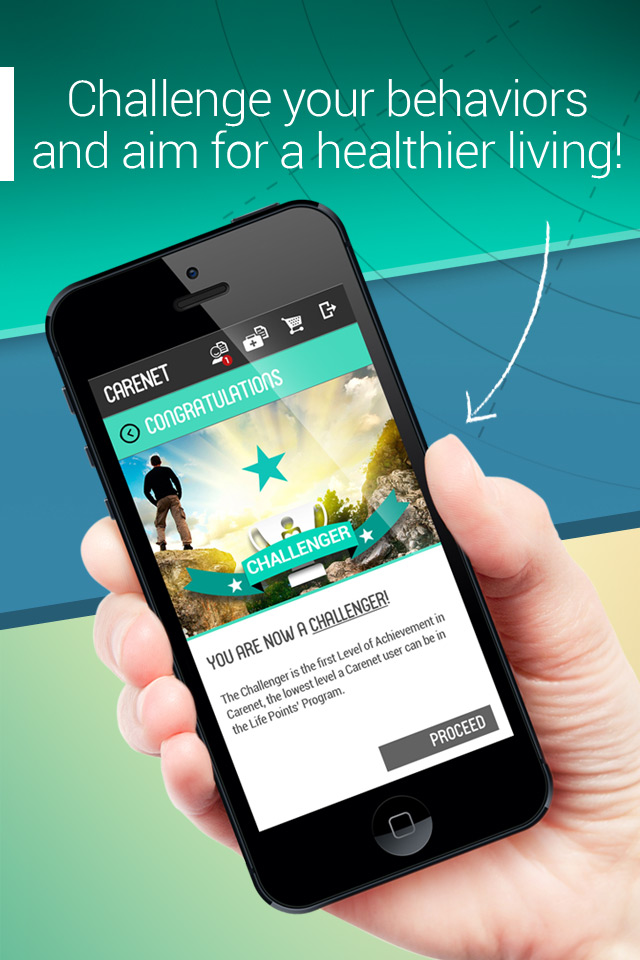 Challenge your behaviors
and aim for a healthier living!
CARENET
1
CONGRATULATIONS
CHALLENGER
YOU ARE NOW A CHALLENGER!
The Challenger is the first Level of Achievement in
Carenet, the lowest level a Carenet user can be in
the Life Points' Program.
PROCEED